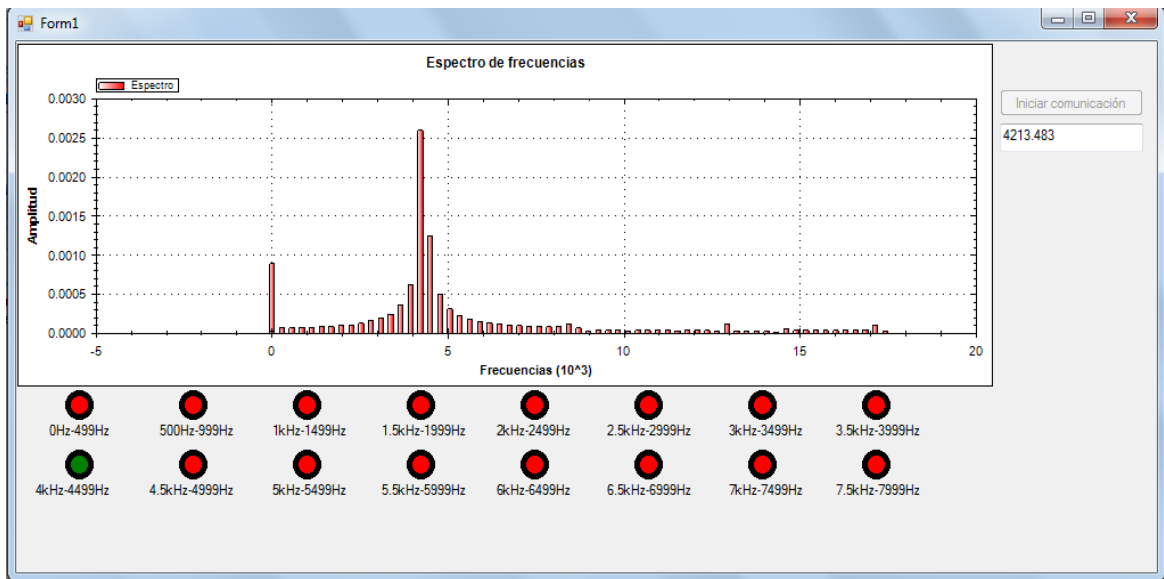 Form1
Espectro de frecuencias
Espectro
Iniciar comunicación
4213.483
Amplitud
0.0030
0.0025
0.0020
0.0015
0.0010
0.0005
0.0000
-5 0 5 10 15 20
Frecuencias (10^3)
0Hz-499Hz 500Hz-999Hz 1kHz-1499Hz 1.5kHz-1999Hz 2kHz-2499Hz 2.5kHz-2999Hz 3kHz-3499Hz 3.5kHz-3999Hz
4kHz-4499Hz 4.5kHz-4999Hz 5kHz-5499Hz 5.5kHz-5999Hz 6kHz-6499Hz 6.5kHz-6999Hz 7kHz-7499Hz 7.5kHz-7999Hz